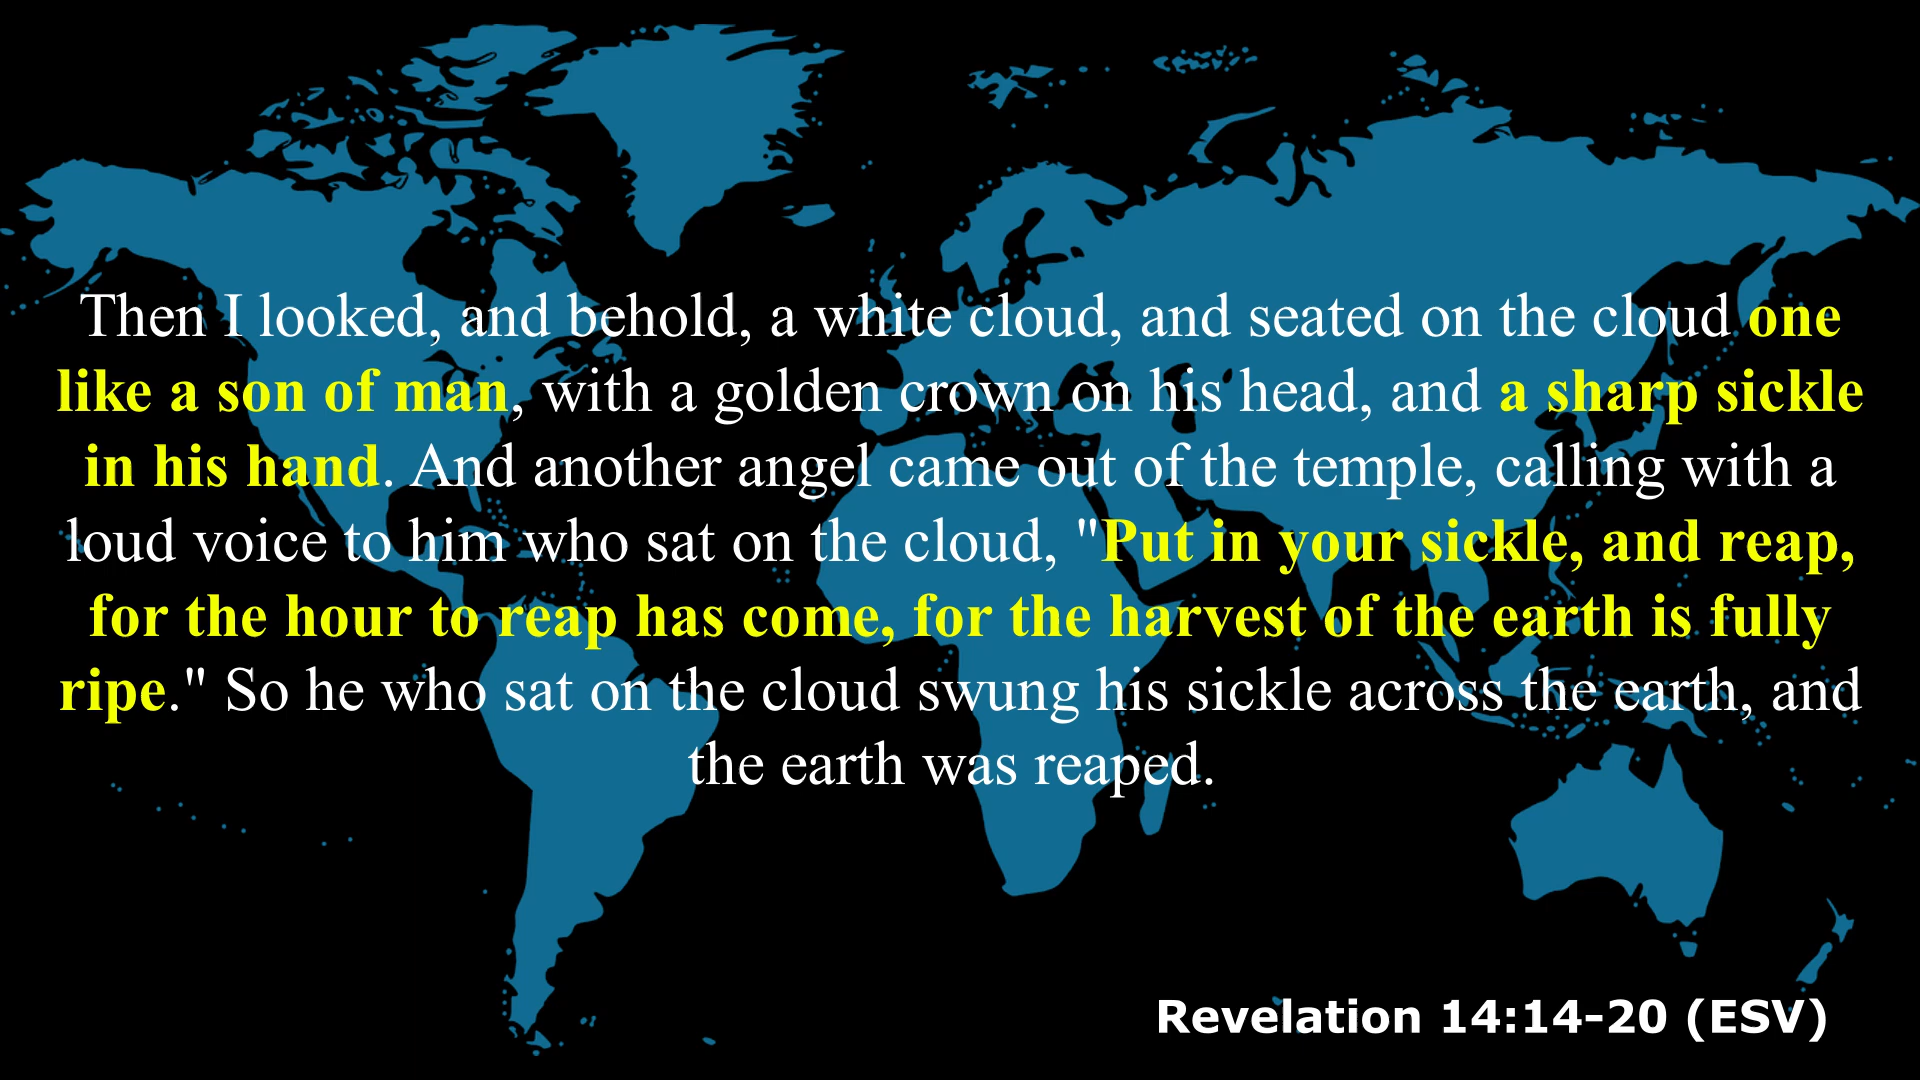 Then I looked, and behold, a white cloud, and seated on the cloud one
like a son of man, with a golden crown on his head, and a sharp sickle
in his hand. And another angel came out of the temple, calling with a
loud voice to him who sat on the cloud, "Put in your sickle, and reap,
for the hour to reap has come, for the harvest of the earth is fully
ripe." So he who sat on the cloud swung his sickle across the earth, and
the earth was reaped.
Revelation 14:14-20 (ESV)